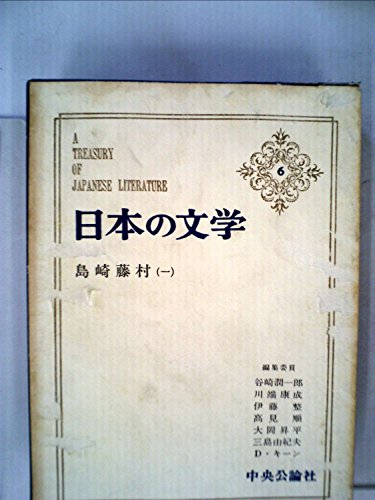 A
TREASURY
OF
JAPANESE LITERATURE
6
日本の文学
島崎藤村(一)
編集委員
谷崎潤一郎
川端康成
伊藤整
高見順
大岡昇平
三島由紀夫
D・キーン
中央公論社